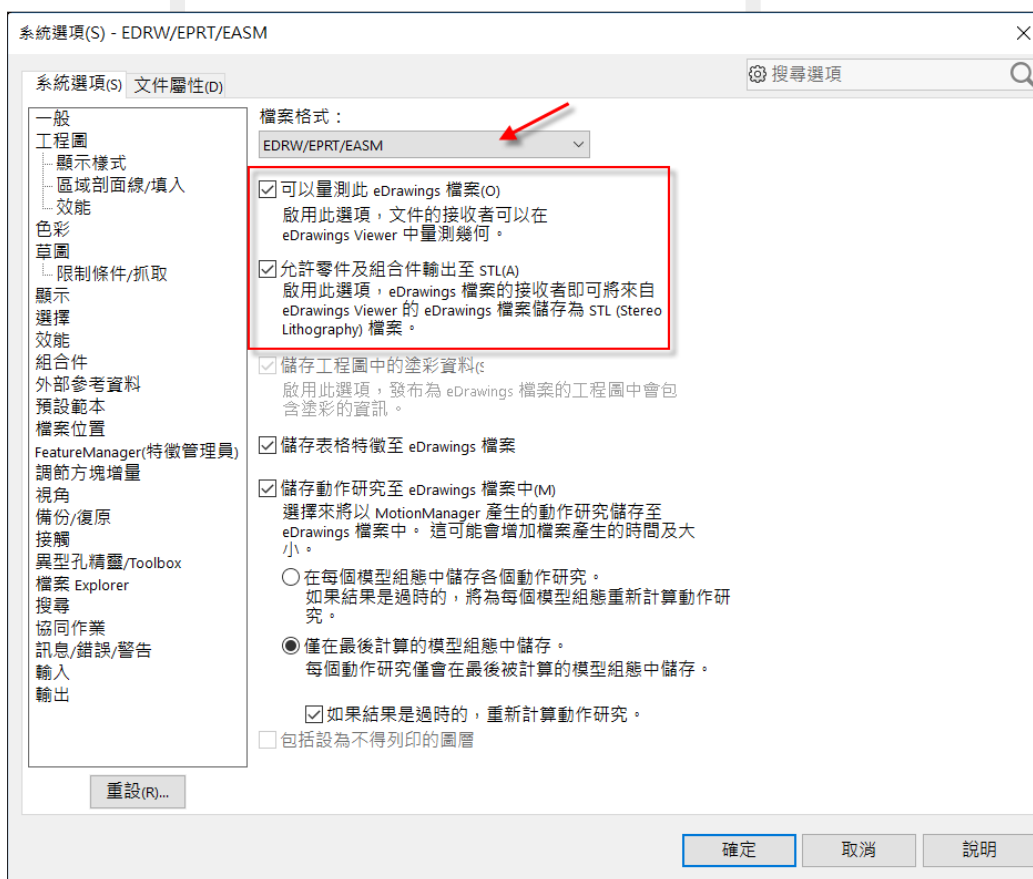 系統選項(S) - EDRW/EPRT/EASM
系統選項(S) 文件屬性(D)
搜尋選項
一般
工程圖
顯示樣式
區域剖面線/填入
效能
色彩
草圖
限制條件/抓取
顯示
選擇
效能
組合件
外部參考資料
預設範本
檔案位置
FeatureManager(特徵管理員)
調節方塊增量
視角
備份/復原
接觸
異型孔精靈/Toolbox
檔案 Explorer
搜尋
協同作業
訊息/錯誤/警告
輸入
輸出
重設(R)...
檔案格式：
EDRW/EPRT/EASM
可以量測此 eDrawings 檔案(O)
啟用此選項，文件的接收者可以在
eDrawings Viewer 中量測幾何。
允許零件及組合件輸出至 STL(A)
啟用此選項，eDrawings 檔案的接收者即可將來自
eDrawings Viewer 的 eDrawings 檔案儲存為 STL (Stereo
Lithography) 檔案。
儲存工程圖中的塗彩資料(S
啟用此選項，發布為 eDrawings 檔案的工程圖中會包
含塗彩的資訊。
儲存表格特徵至 eDrawings 檔案
儲存動作研究至 eDrawings 檔案中(M)
選擇來將以 MotionManager 產生的動作研究儲存至
eDrawings 檔案中。 這可能會增加檔案產生的時間及大
小。
在每個模型組態中儲存各個動作研究。
如果結果是過時的，將為每個模型組態重新計算動作研
究。
僅在最後計算的模型組態中儲存。
每個動作研究僅會在最後被計算的模型組態中儲存。
如果結果是過時的，重新計算動作研究。
包括設為不得列印的圖層
確定 取消 說明